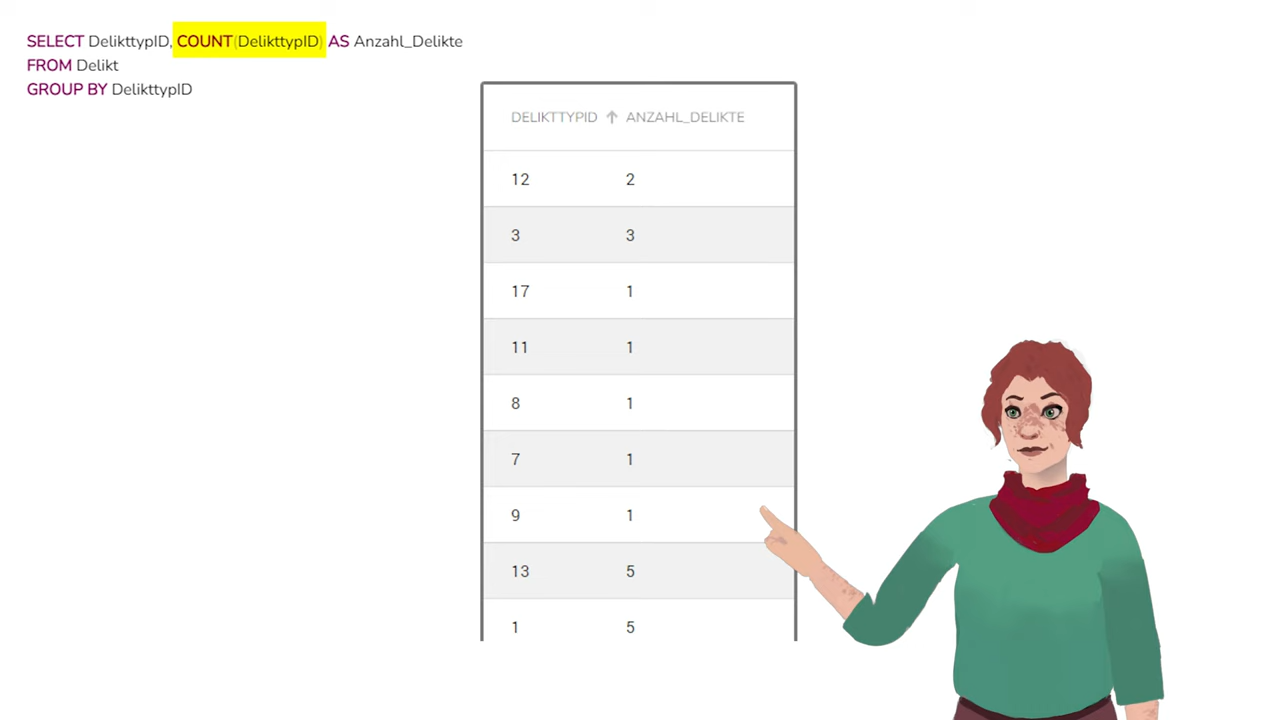 SELECT DelikttypID, COUNT(DelikttypID) AS Anzahl_Delikte
FROM Delikt
GROUP BY DelikttypID
DELIKTTYPID ↑ ANZAHL_DELIKTE
12 2
3 3
17 1
11 1
8 1
7 1
9 1
13 5
1 5